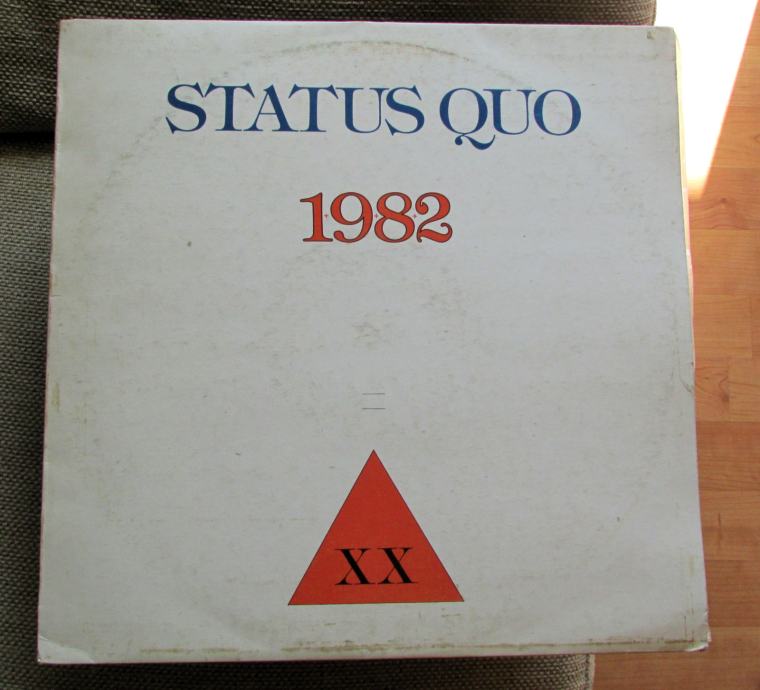 STATUS QUO
1982
=
XX